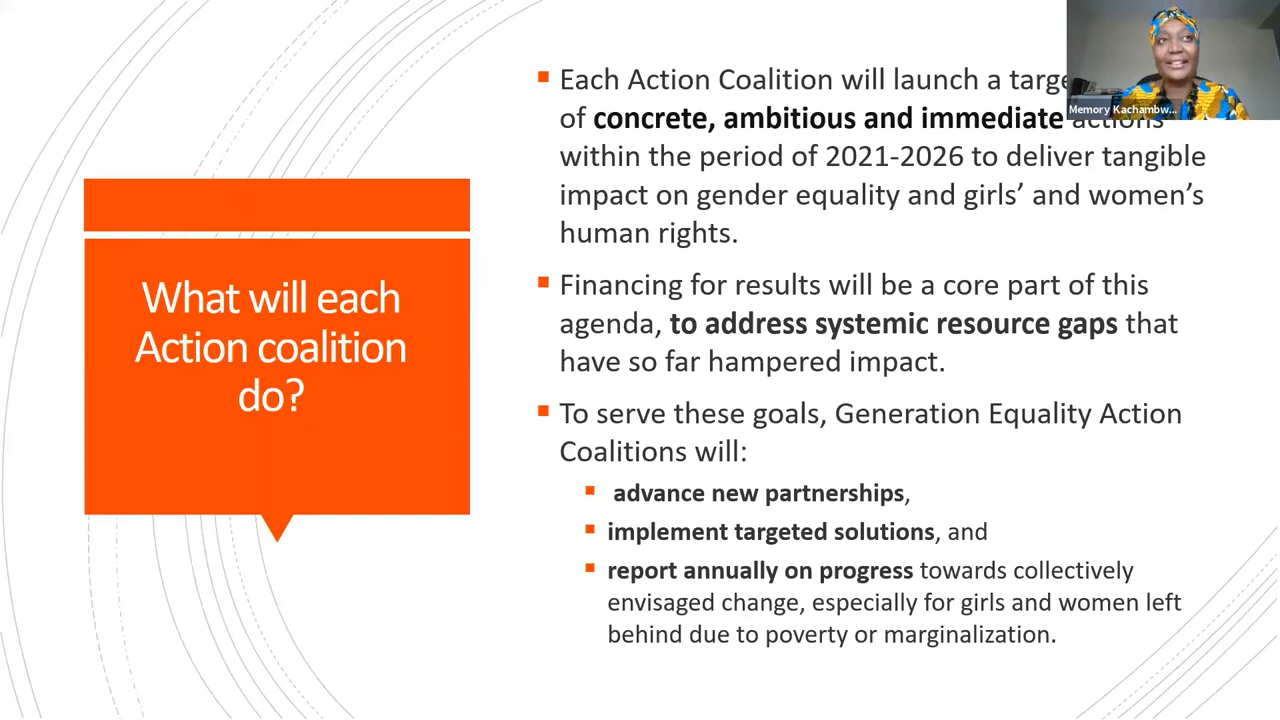 What will each
Action coalition
do?
Each Action Coalition will launch a targe
of concrete, ambitious and immediate actions
within the period of 2021-2026 to deliver tangible
impact on gender equality and girls’ and women’s
human rights.
Financing for results will be a core part of this
agenda, to address systemic resource gaps that
have so far hampered impact.
To serve these goals, Generation Equality Action
Coalitions will:
advance new partnerships,
implement targeted solutions, and
report annually on progress towards collectively
envisaged change, especially for girls and women left
behind due to poverty or marginalization.
Memory Kachambw...